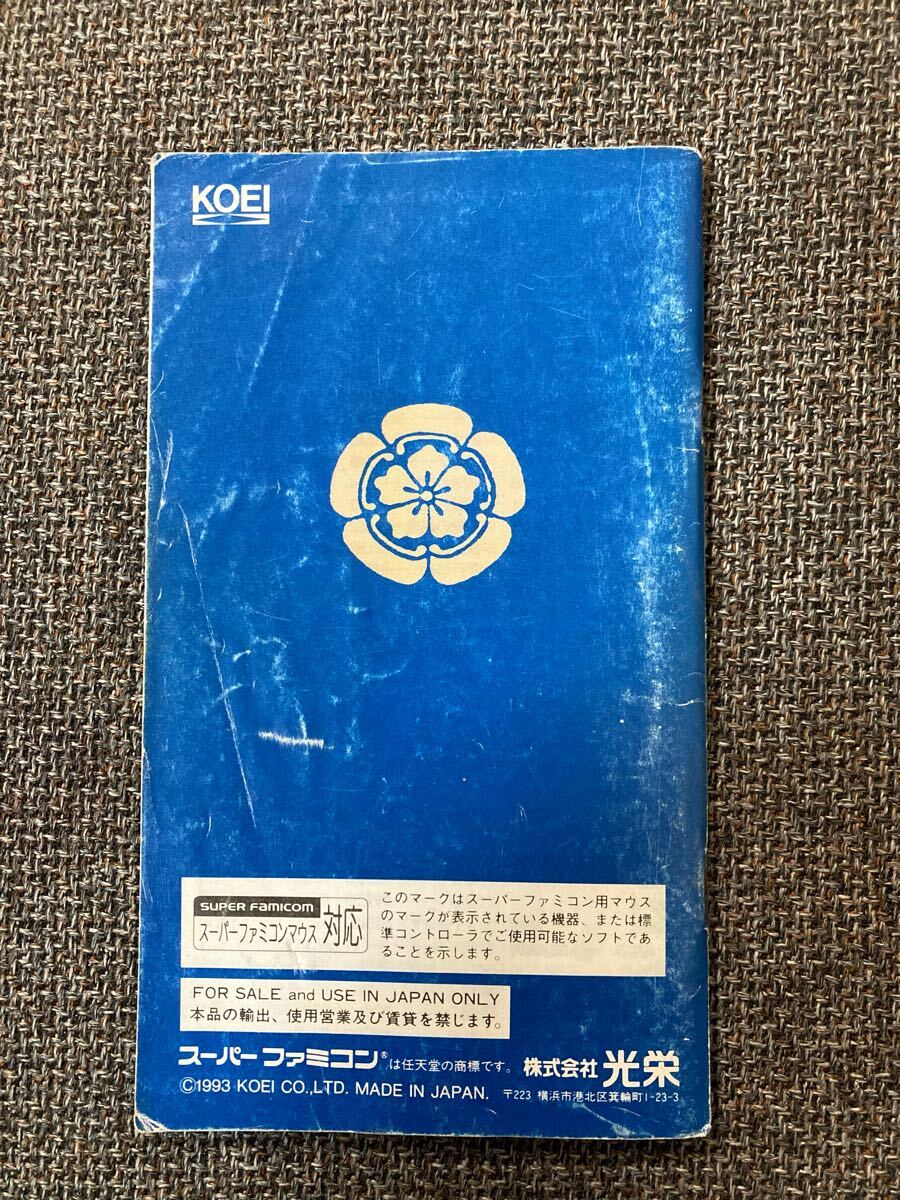 KOEI
SUPER FAMICOM
スーパーファミコンマウス 対応
このマークはスーパーファミコン用マウス
のマークが表示されている機器、または標
準コントローラでご使用可能なソフトであ
ることを示します。
FOR SALE and USE IN JAPAN ONLY
本品の輸出、使用営業及び賃貸を禁じます。
スーパーファミコン®は任天堂の商標です。 株式会社 光栄
©1993 KOEI CO.,LTD. MADE IN JAPAN. 〒223 横浜市港北区箕輪町1-23-3